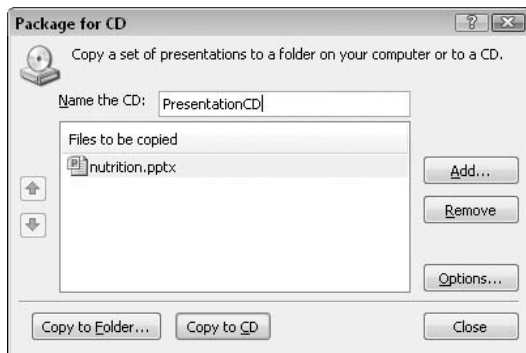 Package for CD
Copy a set of presentations to a folder on your computer or to a CD.
Name the CD: PresentationCD
Files to be copied
nutrition.pptx
Add...
Remove
Options...
Copy to Folder... Copy to CD Close